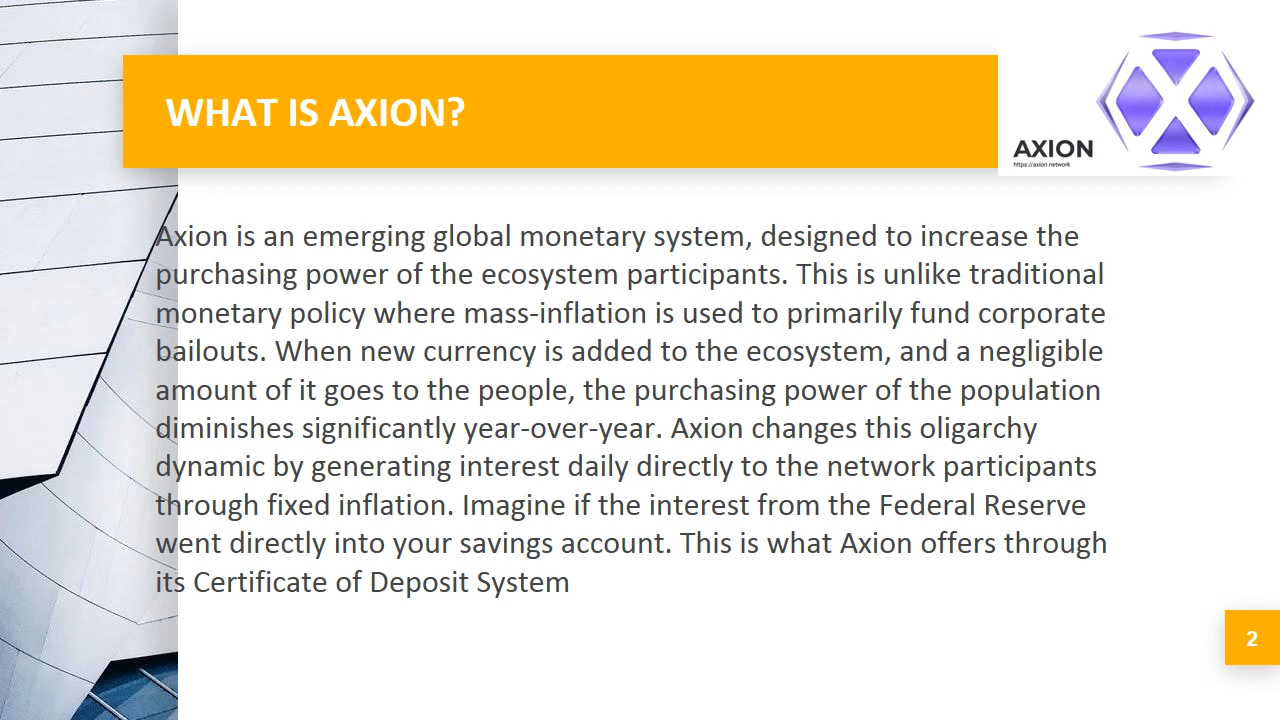 WHAT IS AXION?
AXION
https://axion.network
Axion is an emerging global monetary system, designed to increase the
purchasing power of the ecosystem participants. This is unlike traditional
monetary policy where mass-inflation is used to primarily fund corporate
bailouts. When new currency is added to the ecosystem, and a negligible
amount of it goes to the people, the purchasing power of the population
diminishes significantly year-over-year. Axion changes this oligarchy
dynamic by generating interest daily directly to the network participants
through fixed inflation. Imagine if the interest from the Federal Reserve
went directly into your savings account. This is what Axion offers through
its Certificate of Deposit System
2